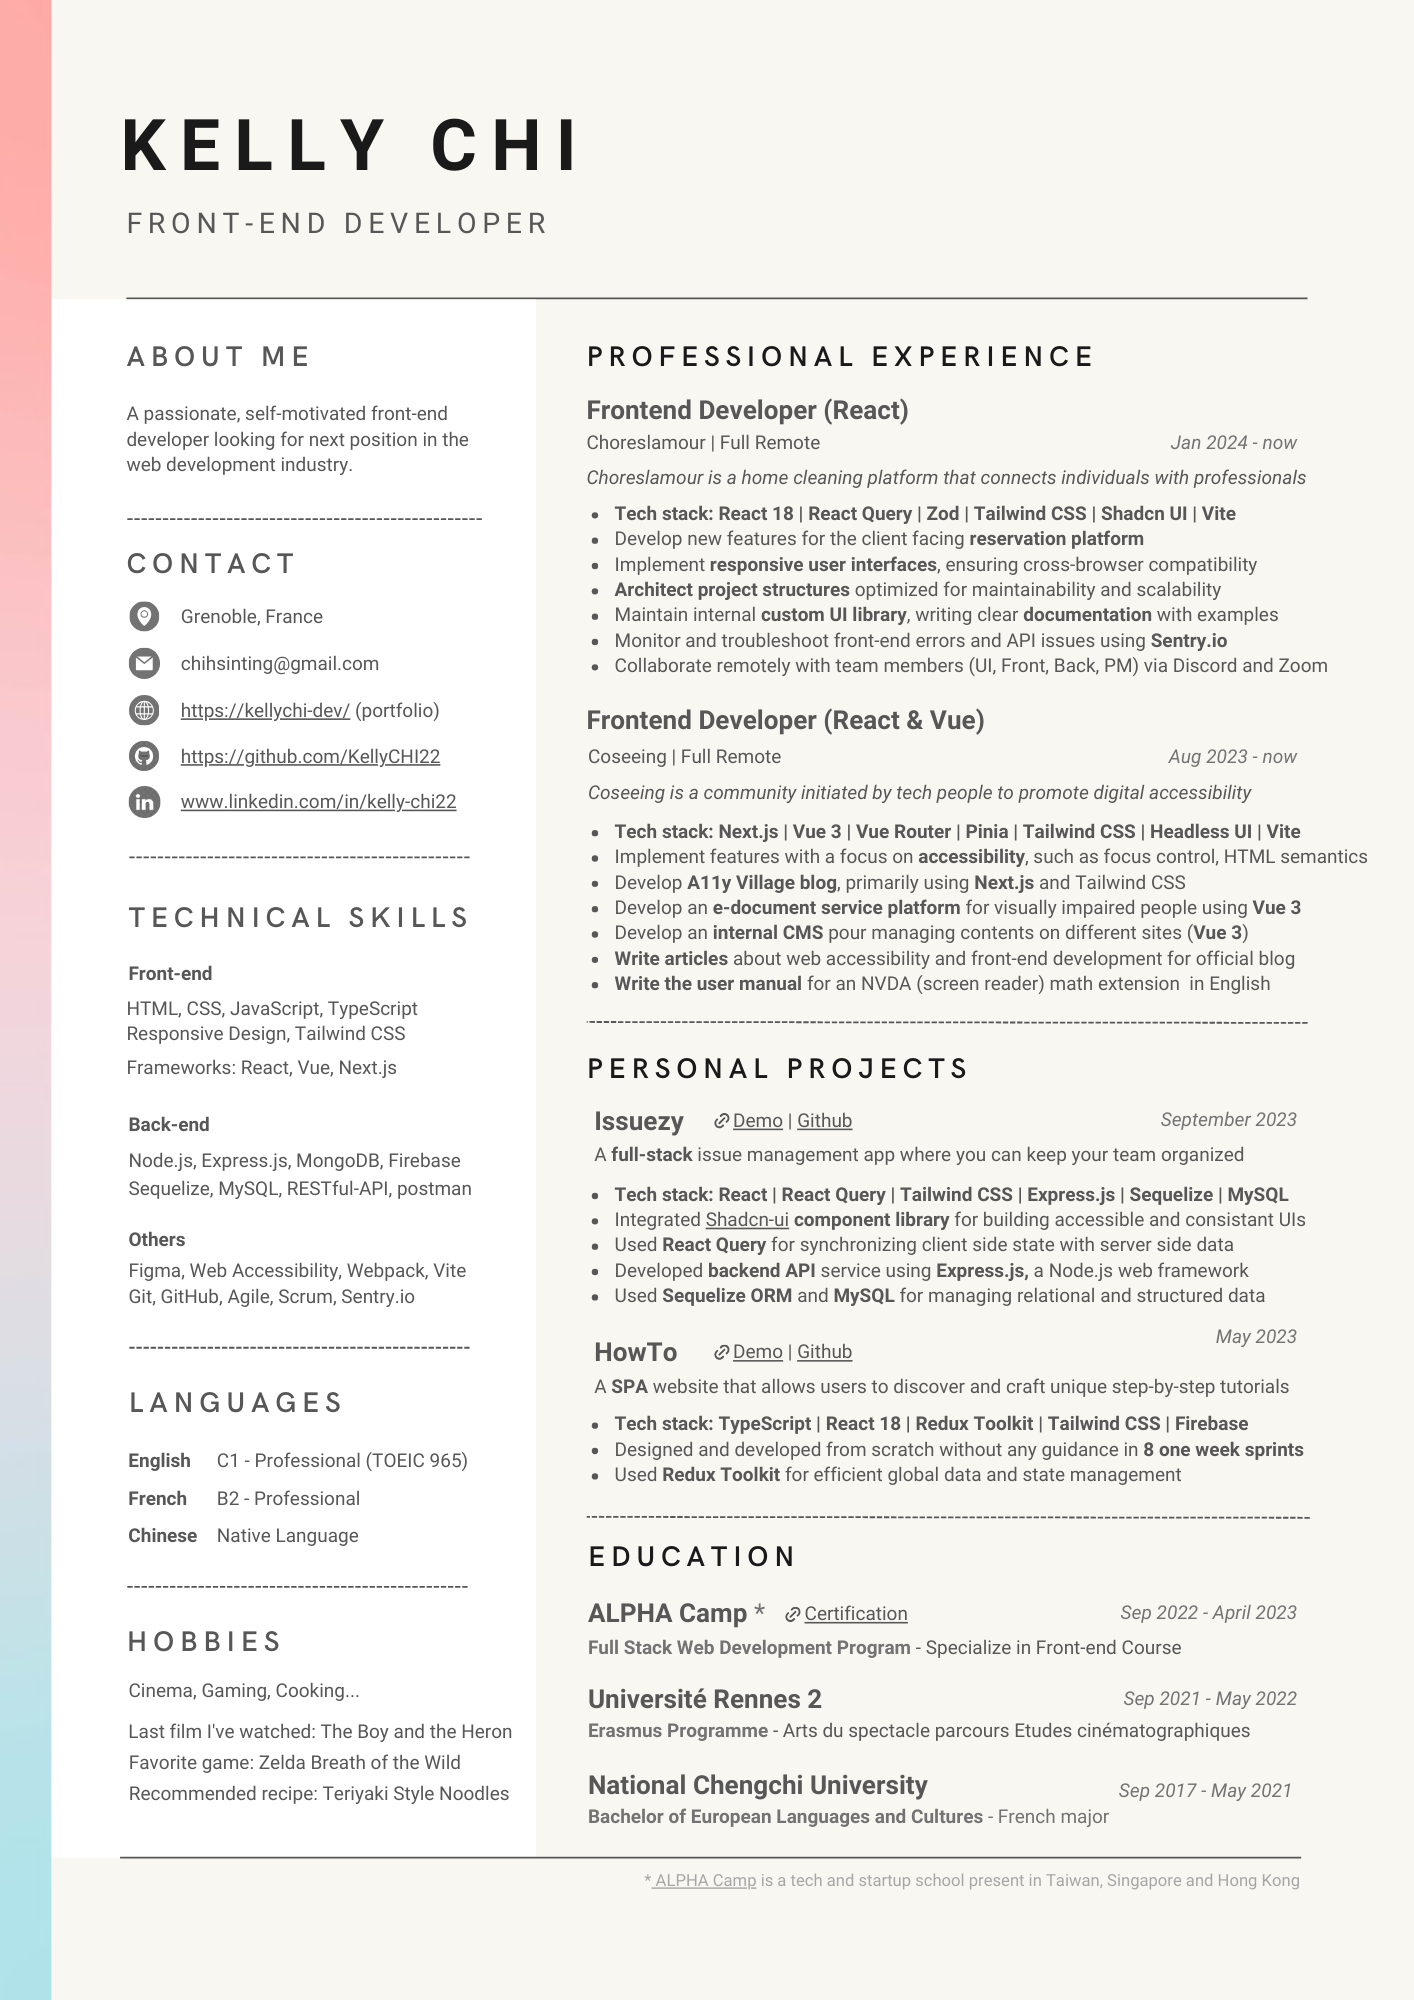 KELLY CHI
FRONT-END DEVELOPER
ABOUT ME
A passionate, self-motivated front-end
developer looking for next position in the
web development industry.
CONTACT
Grenoble, France
chihsinting@gmail.com
https://kellychi-dev/ (portfolio)
https://github.com/KellyCHI22
www.linkedin.com/in/kelly-chi22
TECHNICAL SKILLS
Front-end
HTML, CSS, JavaScript, TypeScript
Responsive Design, Tailwind CSS
Frameworks: React, Vue, Next.js
Back-end
Node.js, Express.js, MongoDB, Firebase
Sequelize, MySQL, RESTful-API, postman
Others
Figma, Web Accessibility, Webpack, Vite
Git, GitHub, Agile, Scrum, Sentry.io
LANGUAGES
English C1 - Professional (TOEIC 965)
French B2 - Professional
Chinese Native Language
HOBBIES
Cinema, Gaming, Cooking...
Last film I've watched: The Boy and the Heron
Favorite game: Zelda Breath of the Wild
Recommended recipe: Teriyaki Style Noodles
PROFESSIONAL EXPERIENCE
Frontend Developer (React)
Choreslamour | Full Remote Jan 2024 - now
Choreslamour is a home cleaning platform that connects individuals with professionals
• Tech stack: React 18 | React Query | Zod | Tailwind CSS | Shadcn UI | Vite
• Develop new features for the client facing reservation platform
• Implement responsive user interfaces, ensuring cross-browser compatibility
• Architect project structures optimized for maintainability and scalability
• Maintain internal custom UI library, writing clear documentation with examples
• Monitor and troubleshoot front-end errors and API issues using Sentry.io
• Collaborate remotely with team members (UI, Front, Back, PM) via Discord and Zoom
Frontend Developer (React & Vue)
Coseeing | Full Remote Aug 2023 - now
Coseeing is a community initiated by tech people to promote digital accessibility
• Tech stack: Next.js | Vue 3 | Vue Router | Pinia | Tailwind CSS | Headless UI | Vite
• Implement features with a focus on accessibility, such as focus control, HTML semantics
• Develop A11y Village blog, primarily using Next.js and Tailwind CSS
• Develop an e-document service platform for visually impaired people using Vue 3
• Develop an internal CMS pour managing contents on different sites (Vue 3)
• Write articles about web accessibility and front-end development for official blog
• Write the user manual for an NVDA (screen reader) math extension in English
PERSONAL PROJECTS
Issuezy Demo | Github September 2023
A full-stack issue management app where you can keep your team organized
• Tech stack: React | React Query | Tailwind CSS | Express.js | Sequelize | MySQL
• Integrated Shadcn-ui component library for building accessible and consistant UIs
• Used React Query for synchronizing client side state with server side data
• Developed backend API service using Express.js, a Node.js web framework
• Used Sequelize ORM and MySQL for managing relational and structured data
HowTo Demo | Github May 2023
A SPA website that allows users to discover and craft unique step-by-step tutorials
• Tech stack: TypeScript | React 18 | Redux Toolkit | Tailwind CSS | Firebase
• Designed and developed from scratch without any guidance in 8 one week sprints
• Used Redux Toolkit for efficient global data and state management
EDUCATION
ALPHA Camp * Certification Sep 2022 - April 2023
Full Stack Web Development Program - Specialize in Front-end Course
Université Rennes 2 Sep 2021 - May 2022
Erasmus Programme - Arts du spectacle parcours Etudes cinématographiques
National Chengchi University Sep 2017 - May 2021
Bachelor of European Languages and Cultures - French major
* ALPHA Camp is a tech and startup school present in Taiwan, Singapore and Hong Kong